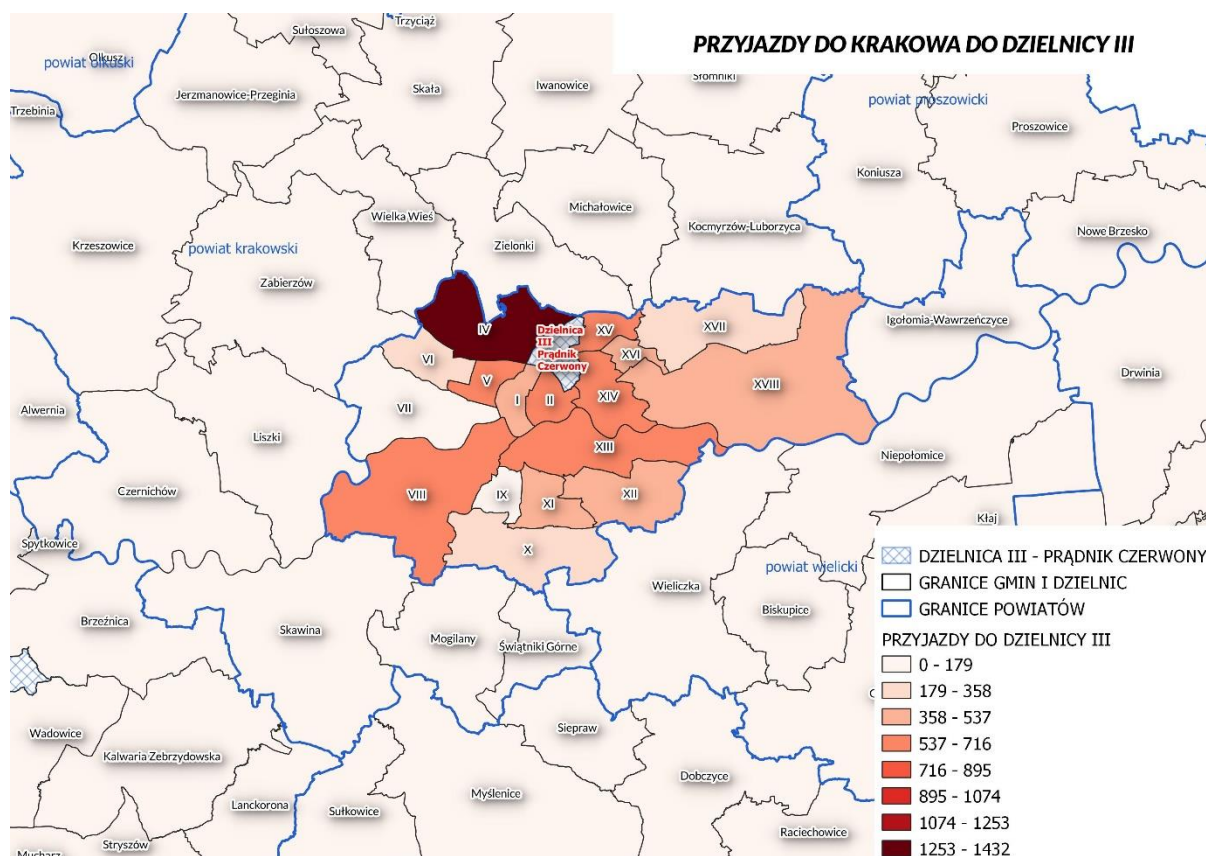 PRZYJAZDY DO KRAKOWA DO DZIELNICY III
Trzyciąż
Sułoszowa
Olkusz
powiat olkuski
Słomniki
Iwanowice
Skała
Jerzmanowice-Przeginia
powiat proszowicki
Trzebinia
Proszowice
Koniusza
Michałowice
Wielka Wieś
Kocmyrzów-Luborzyca
Nowe Brzesko
Krzeszowice
powiat krakowski
Zielonki
Zabierzów
Igołomia-Wawrzeńczyce
IV
Dzielnica
III
Prądnik
Czerwony
XV
XVII
VI
XVI
V
Drwinia
XVIII
I
II
XIV
VII
Alwernia
Liszki
XIII
Niepołomice
Czernichów
VIII
IX
XI
XII
Kłaj
Spytkowice
X
powiat wielicki
Wieliczka
Biskupice
Brzeźnica
Skawina
Mogilany
Świątniki Górne
Siepraw
Wadowice
Kalwaria Zebrzydowska
Dobczyce
Myślenice
Lanckorona
Sułkowice
Raciechowice
Stryszów
Mucharz
DZIELNICA III - PRĄDNIK CZERWONY
GRANICE GMIN I DZIELNIC
GRANICE POWIATÓW
PRZYJAZDY DO DZIELNICY III
0 - 179
179 - 358
358 - 537
537 - 716
716 - 895
895 - 1074
1074 - 1253
1253 - 1432